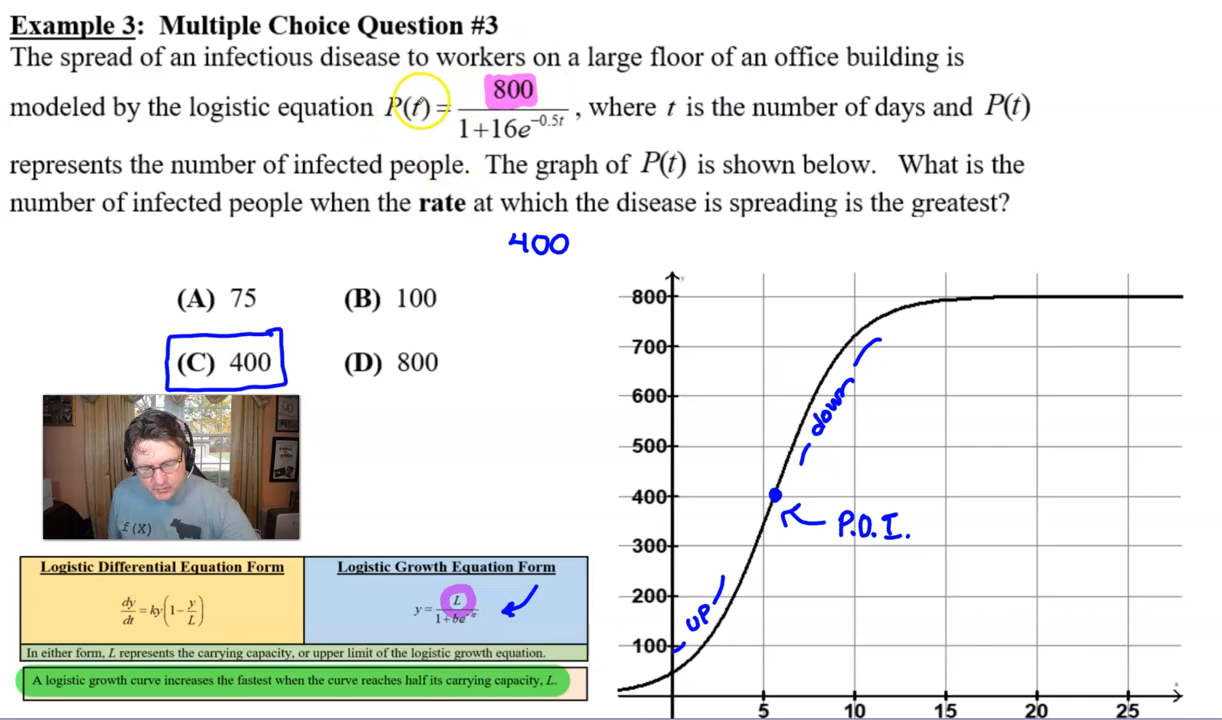 Example 3: Multiple Choice Question #3
The spread of an infectious disease to workers on a large floor of an office building is
modeled by the logistic equation P(t) = 800 / (1+16e^{-0.5t}), where t is the number of days and P(t)
represents the number of infected people. The graph of P(t) is shown below. What is the
number of infected people when the rate at which the disease is spreading is the greatest?
400
(A) 75 (B) 100
(C) 400 (D) 800
f(X)
Logistic Differential Equation Form
dy/dt = ky(1 - y/L)
Logistic Growth Equation Form
y = L / (1+be^{-rt})
In either form, L represents the carrying capacity, or upper limit of the logistic growth equation.
A logistic growth curve increases the fastest when the curve reaches half its carrying capacity, L.
800
700
600
500
400
300
200
100
down
P.O.I.
UP
5 10 15 20 25